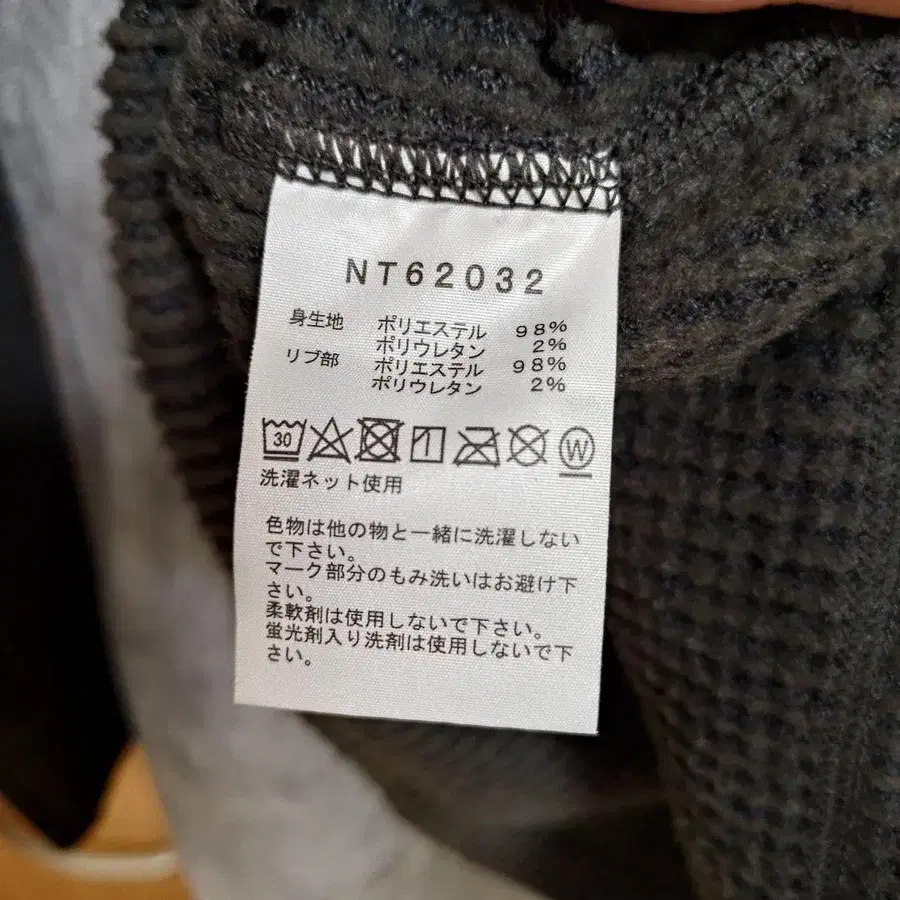 NT62032
身生地 ポリエステル 98%
ポリウレタン 2%
リブ部 ポリエステル 98%
ポリウレタン 2%
30 W
洗濯ネット使用
色物は他の物と一緒に洗濯しない
で下さい。
マーク部分のもみ洗いはお避け下
さい。
柔軟剤は使用しないで下さい。
蛍光剤入り洗剤は使用しないで下
さい。